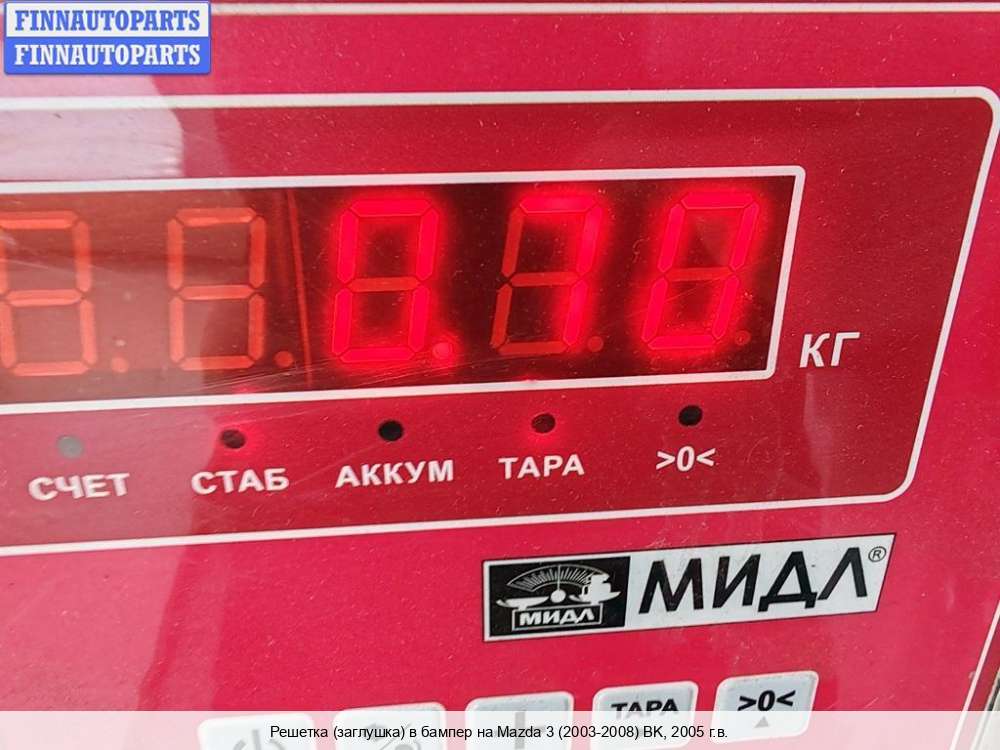 FINNAUTOPARTS
FINNAUTOPARTS
0.70
КГ
СЧЕТ СТАБ АККУМ ТАРА >0<
МИДЛ МИДЛ®
ТАРА >0<
Решетка (заглушка) в бампер на Mazda 3 (2003-2008) BK, 2005 г.в.